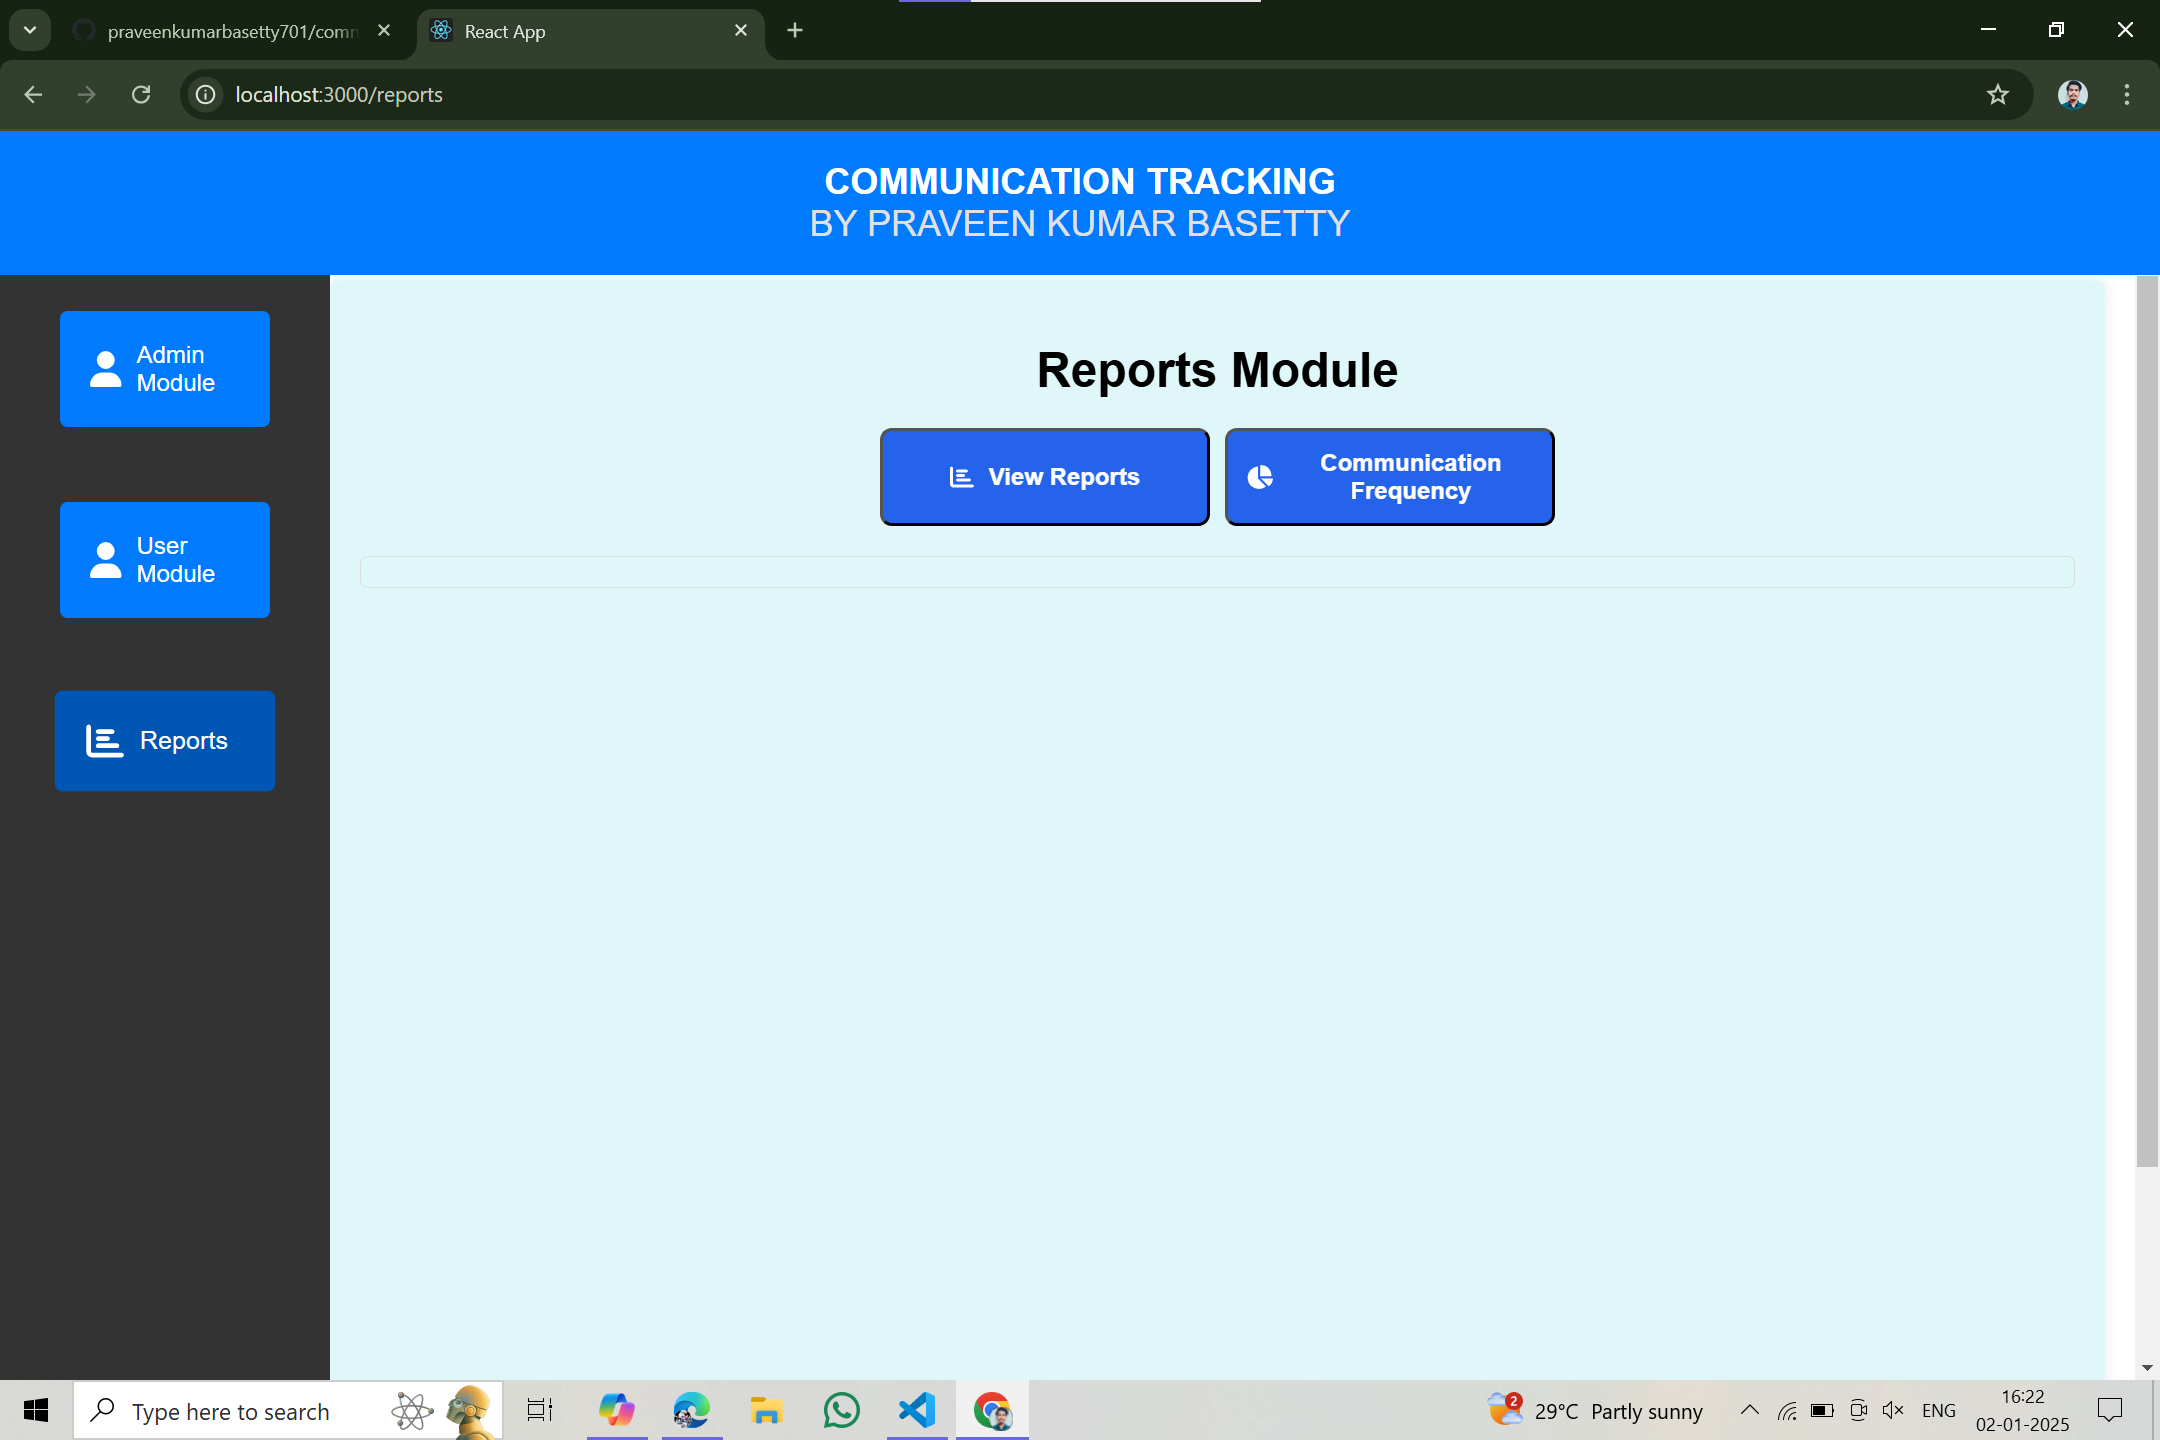 praveenkumarbasetty701/comm
React App
localhost:3000/reports
COMMUNICATION TRACKING
BY PRAVEEN KUMAR BASETTY
Admin
Module
User
Module
Reports
Reports Module
View Reports
Communication
Frequency
Type here to search
2
29°C Partly sunny
ENG
16:22
02-01-2025